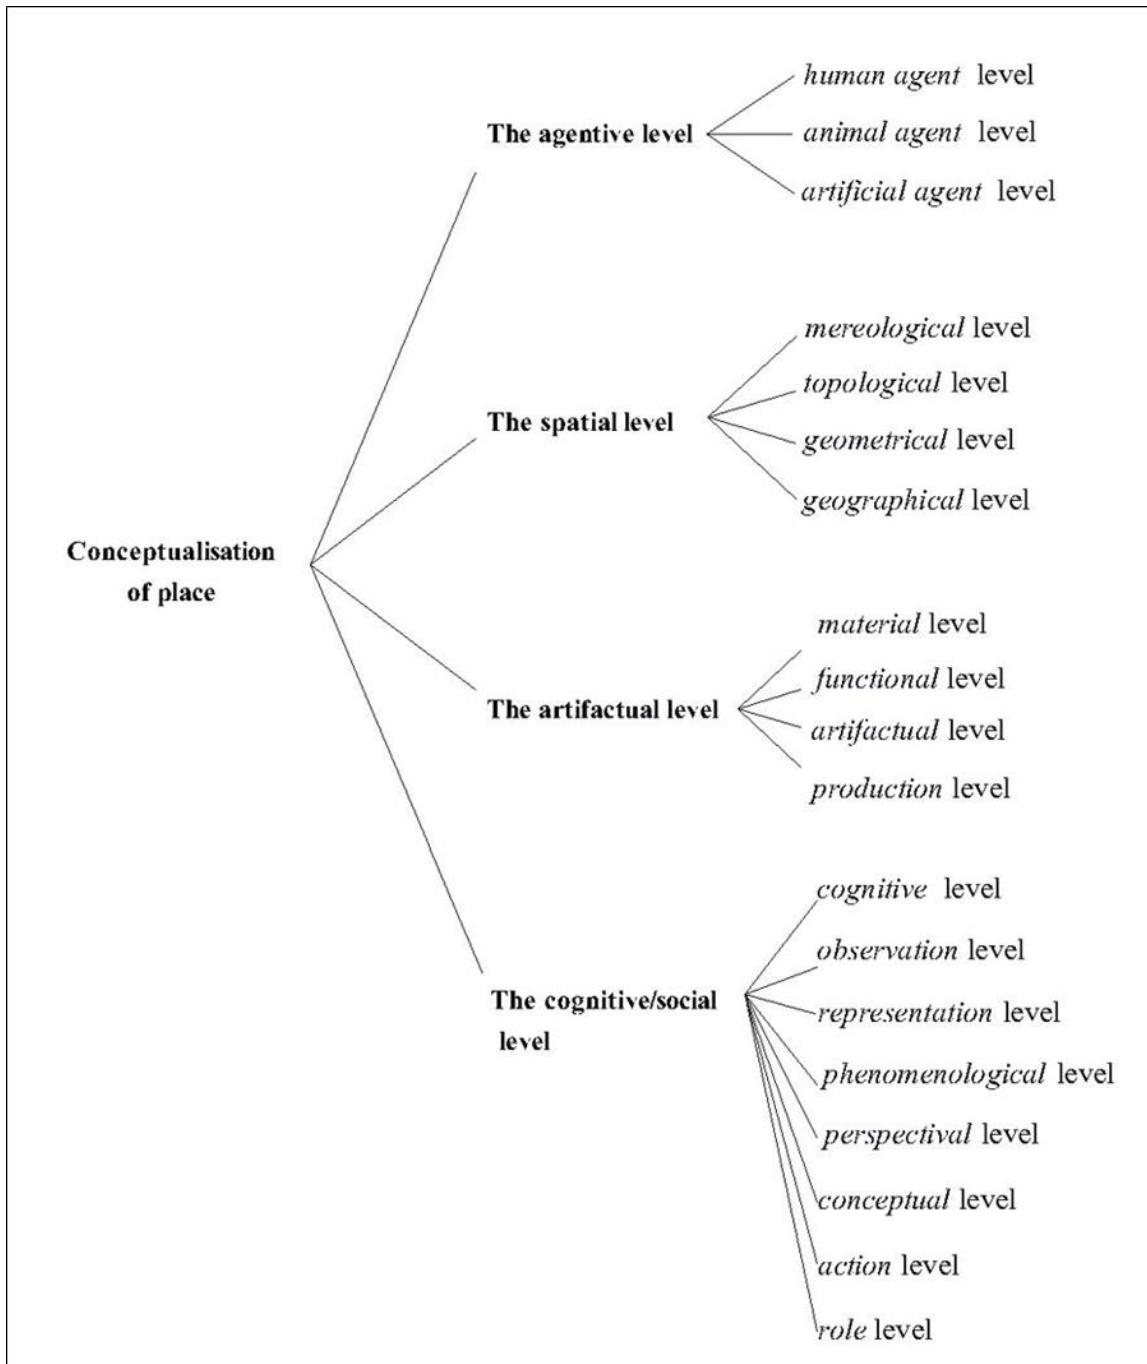 The agentive level
human agent level
animal agent level
artificial agent level
The spatial level
mereological level
topological level
geometrical level
geographical level
Conceptualisation
of place
The artifactual level
material level
functional level
artifactual level
production level
The cognitive/social
level
cognitive level
observation level
representation level
phenomenological level
perspectival level
conceptual level
action level
role level